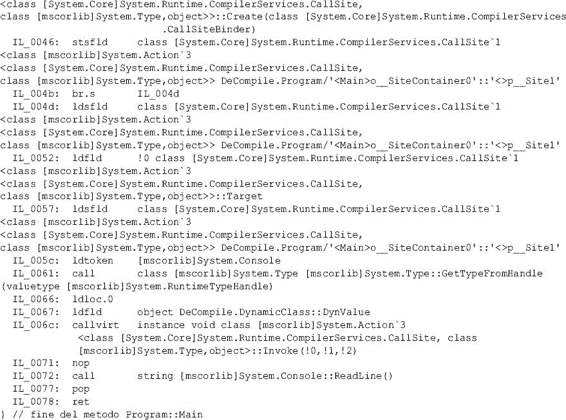 <class [System.Core]System.Runtime.CompilerServices.CallSite,
class [mscorlib]System.Type,object>>::Create(class [System.Core]System.Runtime.CompilerServices
.CallSiteBinder)
IL_0046: stsfld class [System.Core]System.Runtime.CompilerServices.CallSite`1
<class [mscorlib]System.Action`3
<class [System.Core]System.Runtime.CompilerServices.CallSite,
class [mscorlib]System.Type,object>> DeCompile.Program/'<Main>o__SiteContainer0'::'<>p__Site1'
IL_004b: br.s IL_004d
IL_004d: ldsfld class [System.Core]System.Runtime.CompilerServices.CallSite`1
<class [mscorlib]System.Action`3
<class [System.Core]System.Runtime.CompilerServices.CallSite,
class [mscorlib]System.Type,object>> DeCompile.Program/'<Main>o__SiteContainer0'::'<>p__Site1'
IL_0052: ldfld !0 class [System.Core]System.Runtime.CompilerServices.CallSite`1
<class [mscorlib]System.Action`3
<class [System.Core]System.Runtime.CompilerServices.CallSite,
class [mscorlib]System.Type,object>>::Target
IL_0057: ldsfld class [System.Core]System.Runtime.CompilerServices.CallSite`1
<class [mscorlib]System.Action`3
<class [System.Core]System.Runtime.CompilerServices.CallSite,
class [mscorlib]System.Type,object>> DeCompile.Program/'<Main>o__SiteContainer0'::'<>p__Site1'
IL_005c: ldtoken [mscorlib]System.Console
IL_0061: call class [mscorlib]System.Type [mscorlib]System.Type::GetTypeFromHandle
(valuetype [mscorlib]System.RuntimeTypeHandle)
IL_0066: ldloc.0
IL_0067: ldfld object DeCompile.DynamicClass::DynValue
IL_006c: callvirt instance void class [mscorlib]System.Action`3
<class [System.Core]System.Runtime.CompilerServices.CallSite, class
[mscorlib]System.Type,object>::Invoke(!0,!1,!2)
IL_0071: nop
IL_0072: call string [mscorlib]System.Console::ReadLine()
IL_0077: pop
IL_0078: ret
} // fine del metodo Program::Main